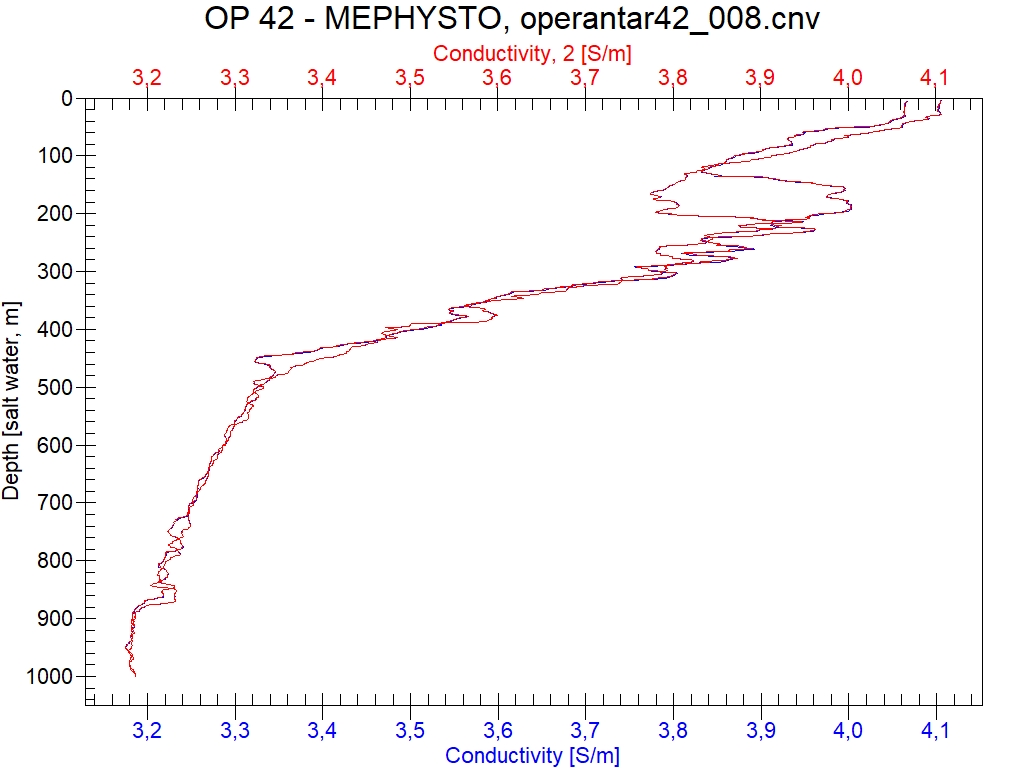 OP 42 - MEPHYSTO, operantar42_008.cnv
Conductivity, 2 [S/m]
3,2 3,3 3,4 3,5 3,6 3,7 3,8 3,9 4,0 4,1
0
100
200
300
400
500
600
700
800
900
1000
Depth [salt water, m]
3,2 3,3 3,4 3,5 3,6 3,7 3,8 3,9 4,0 4,1
Conductivity [S/m]